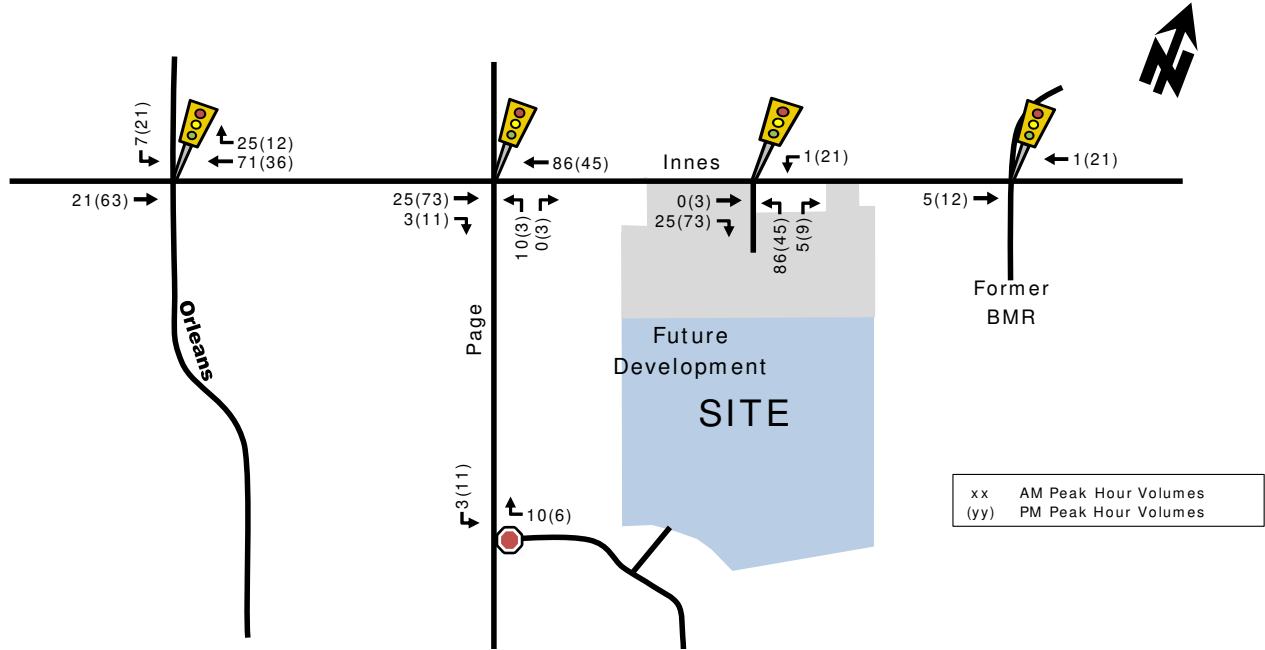 7(21)
25(12)
71(36)
21(63)
86(45)
25(73)
3(11)
10(3)
0(3)
Innes
1(21)
0(3)
25(73)
86(45)
5(9)
1(21)
5(12)
Former
BMR
Orleans
Page
Future
Development
SITE
3(11)
10(6)
xx AM Peak Hour Volumes
(yy) PM Peak Hour Volumes
N